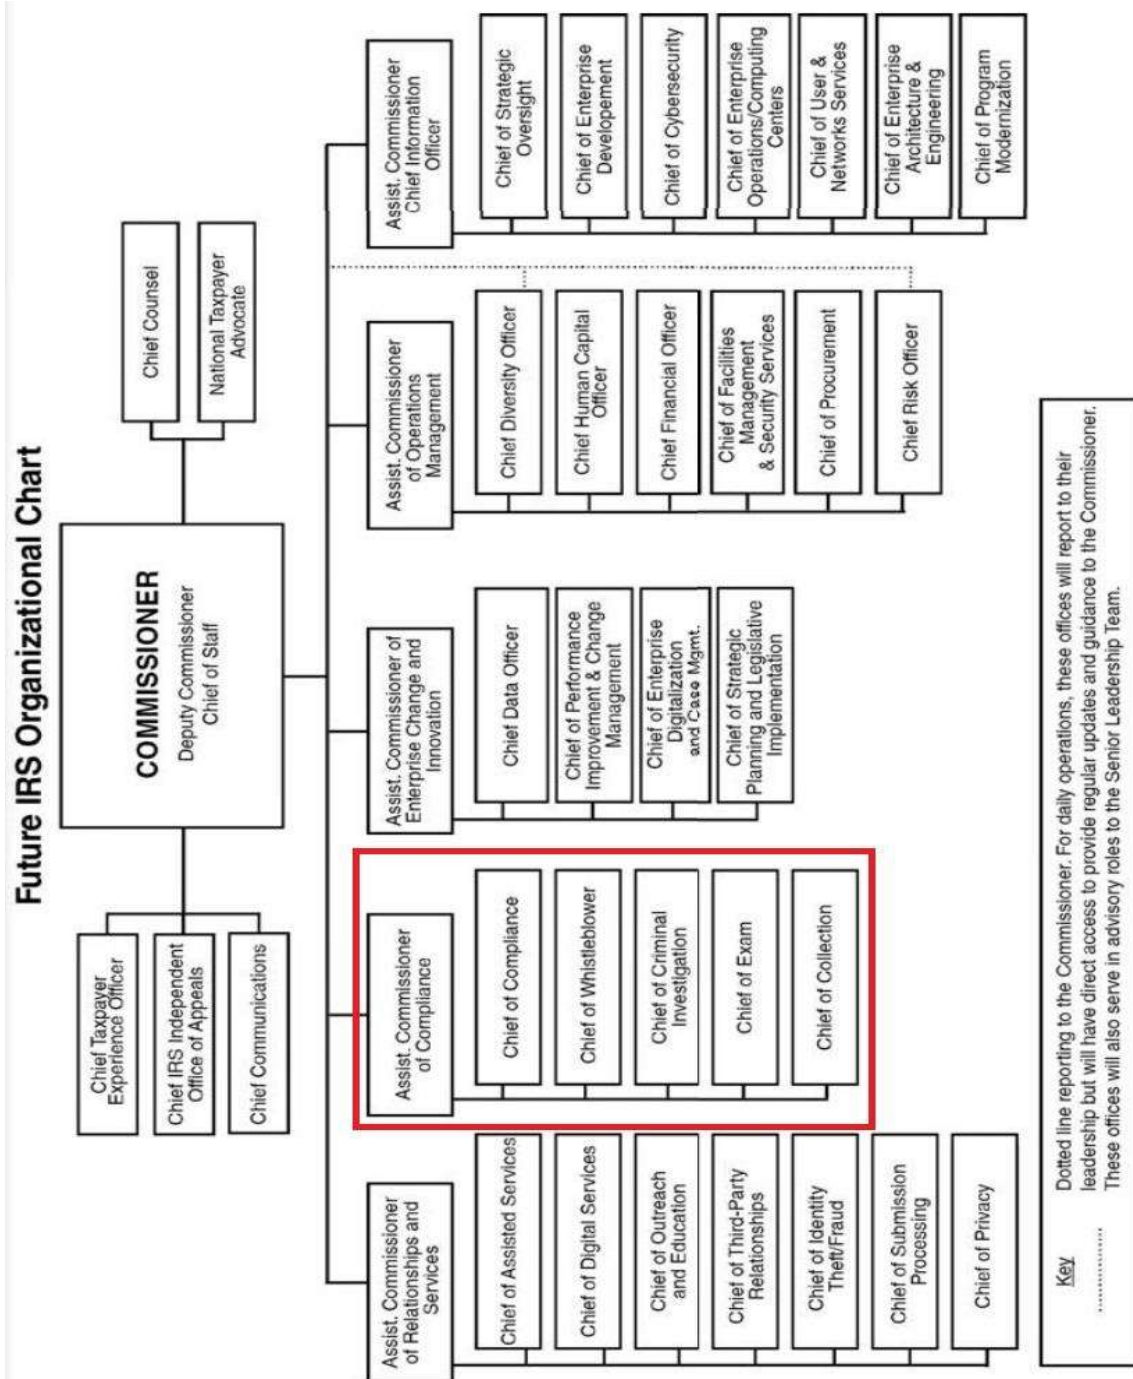 Future IRS Organizational Chart
COMMISSIONER
Deputy Commissioner
Chief of Staff
Chief Taxpayer
Experience Officer
Chief IRS Independent
Office of Appeals
Chief Communications
Chief Counsel
National Taxpayer
Advocate
Assist. Commissioner
of Relationships and
Services
Chief of Assisted Services
Chief of Digital Services
Chief of Outreach
and Education
Chief of Third-Party
Relationships
Chief of Identity
Theft/Fraud
Chief of Submission
Processing
Chief of Privacy
Assist. Commissioner
of Compliance
Chief of Compliance
Chief of Whistleblower
Chief of Criminal
Investigation
Chief of Exam
Chief of Collection
Assist. Commissioner of
Enterprise Change and
Innovation
Chief Data Officer
Chief of Performance
Improvement & Change
Management
Chief of Enterprise
Digitalization
and Case Mgmt.
Chief of Strategic
Planning and Legislative
Implementation
Assist. Commissioner
of Operations
Management
Chief Diversity Officer
Chief Human Capital
Officer
Chief Financial Officer
Chief of Facilities
Management
& Security Services
Chief of Procurement
Chief Risk Officer
Assist. Commissioner
Chief Information
Officer
Chief of Strategic
Oversight
Chief of Enterprise
Developement
Chief of Cybersecurity
Chief of Enterprise
Operations/Computing
Centers
Chief of User &
Networks Services
Chief of Enterprise
Architecture &
Engineering
Chief of Program
Modernization
Key
Dotted line reporting to the Commissioner. For daily operations, these offices will report to their
leadership but will have direct access to provide regular updates and guidance to the Commissioner.
These offices will also serve in advisory roles to the Senior Leadership Team.